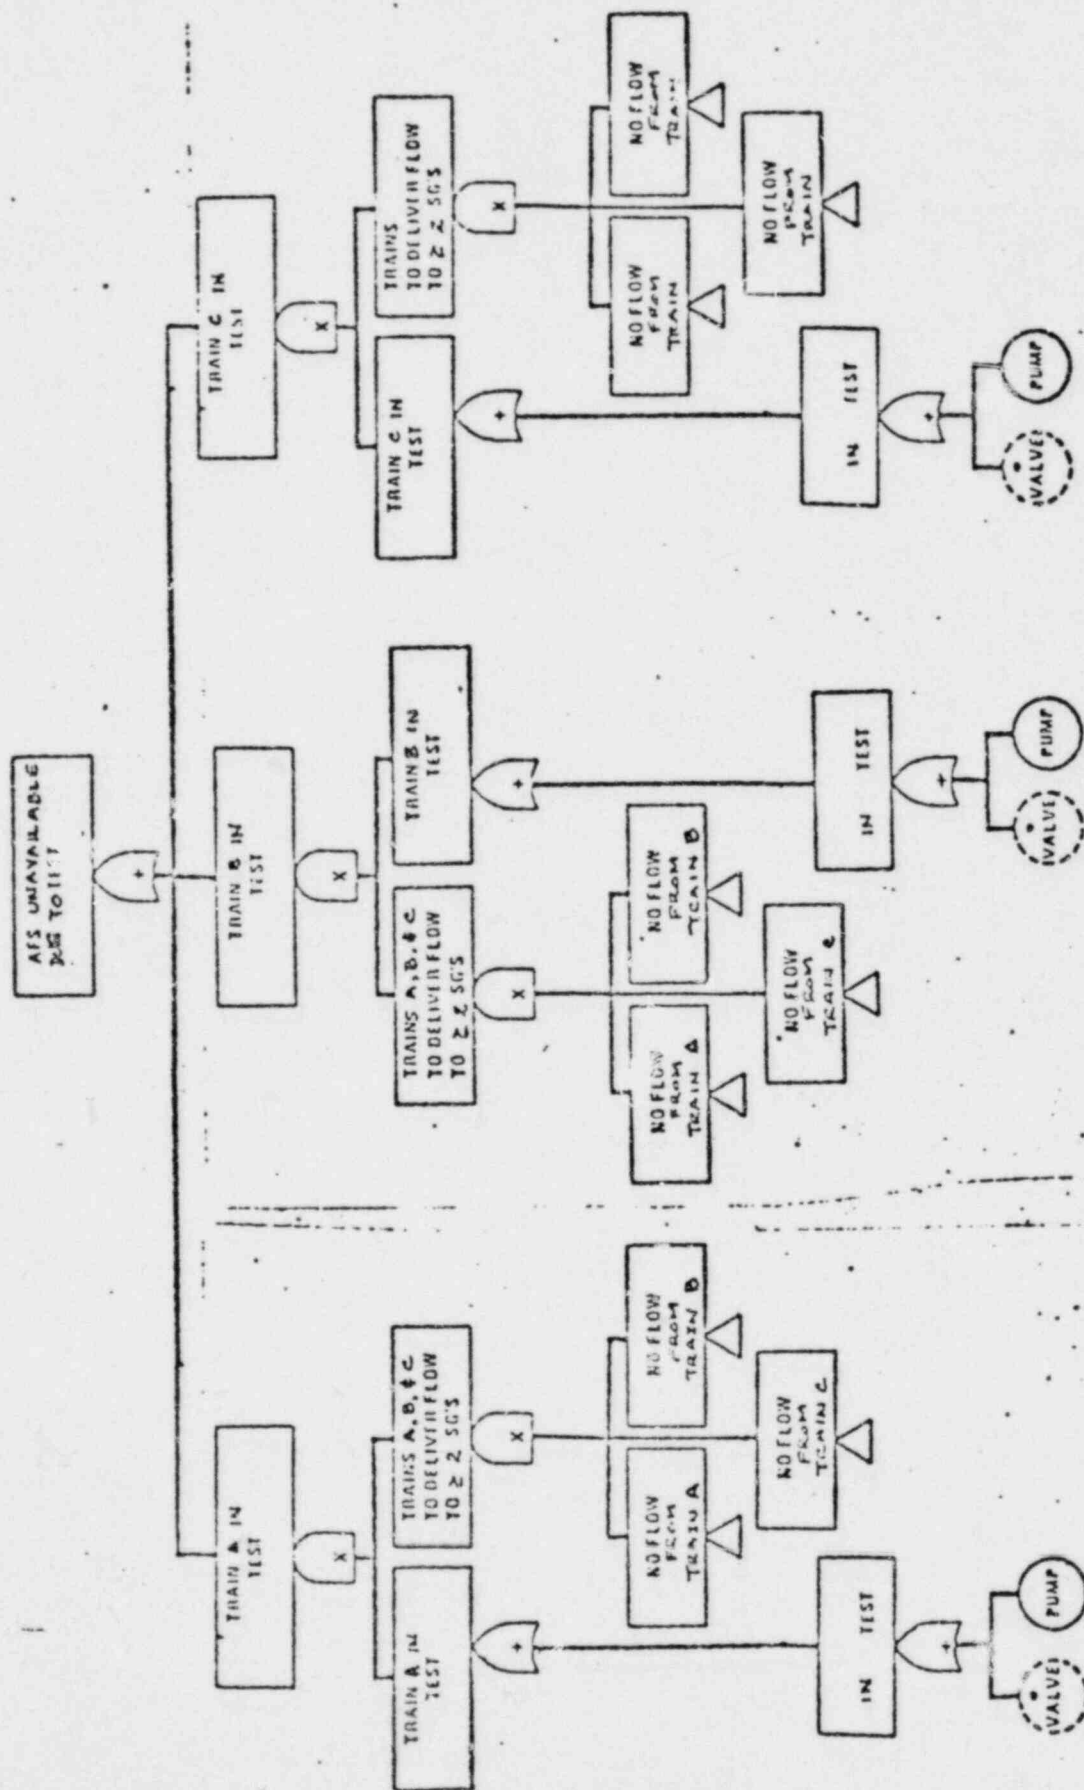 AFS UNAVAILABLE
DUE TO TEST
TRAIN A IN
TEST
TRAIN B IN
TEST
TRAIN C IN
TEST
TRAIN A IN
TEST
TRAINS A, B, & C
TO DELIVER FLOW
TO ≥ 2 SG'S
TRAINS A, B, & C
TO DELIVER FLOW
TO ≥ 2 SG'S
TRAIN B IN
TEST
TRAIN C IN
TEST
TRAINS
TO DELIVER FLOW
TO ≥ 2 SG'S
NO FLOW
FROM
TRAIN A
NO FLOW
FROM
TRAIN B
NO FLOW
FROM
TRAIN C
NO FLOW
FROM
TRAIN A
NO FLOW
FROM
TRAIN B
NO FLOW
FROM
TRAIN C
NO FLOW
FROM
TRAIN
NO FLOW
FROM
TRAIN
NO FLOW
FROM
TRAIN
IN TEST
IN TEST
IN TEST
+
X
X
X
+
X
X
+
+
X
+
+
+
*
(VALVE)
PUMP
*
(VALVE)
PUMP
*
(VALVE)
PUMP